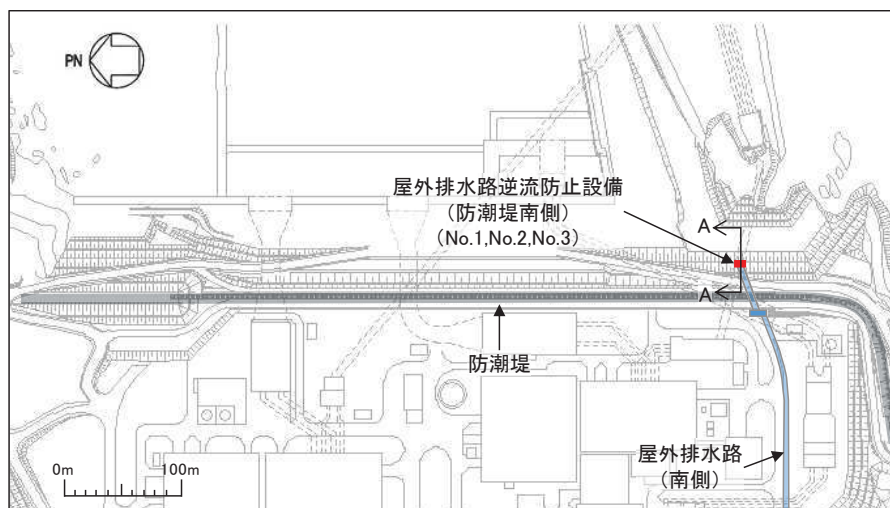 PN
屋外排水路逆流防止設備
（防潮堤南側）
（No.1,No.2,No.3）
A
A
防潮堤
屋外排水路
（南側）
0m
100m